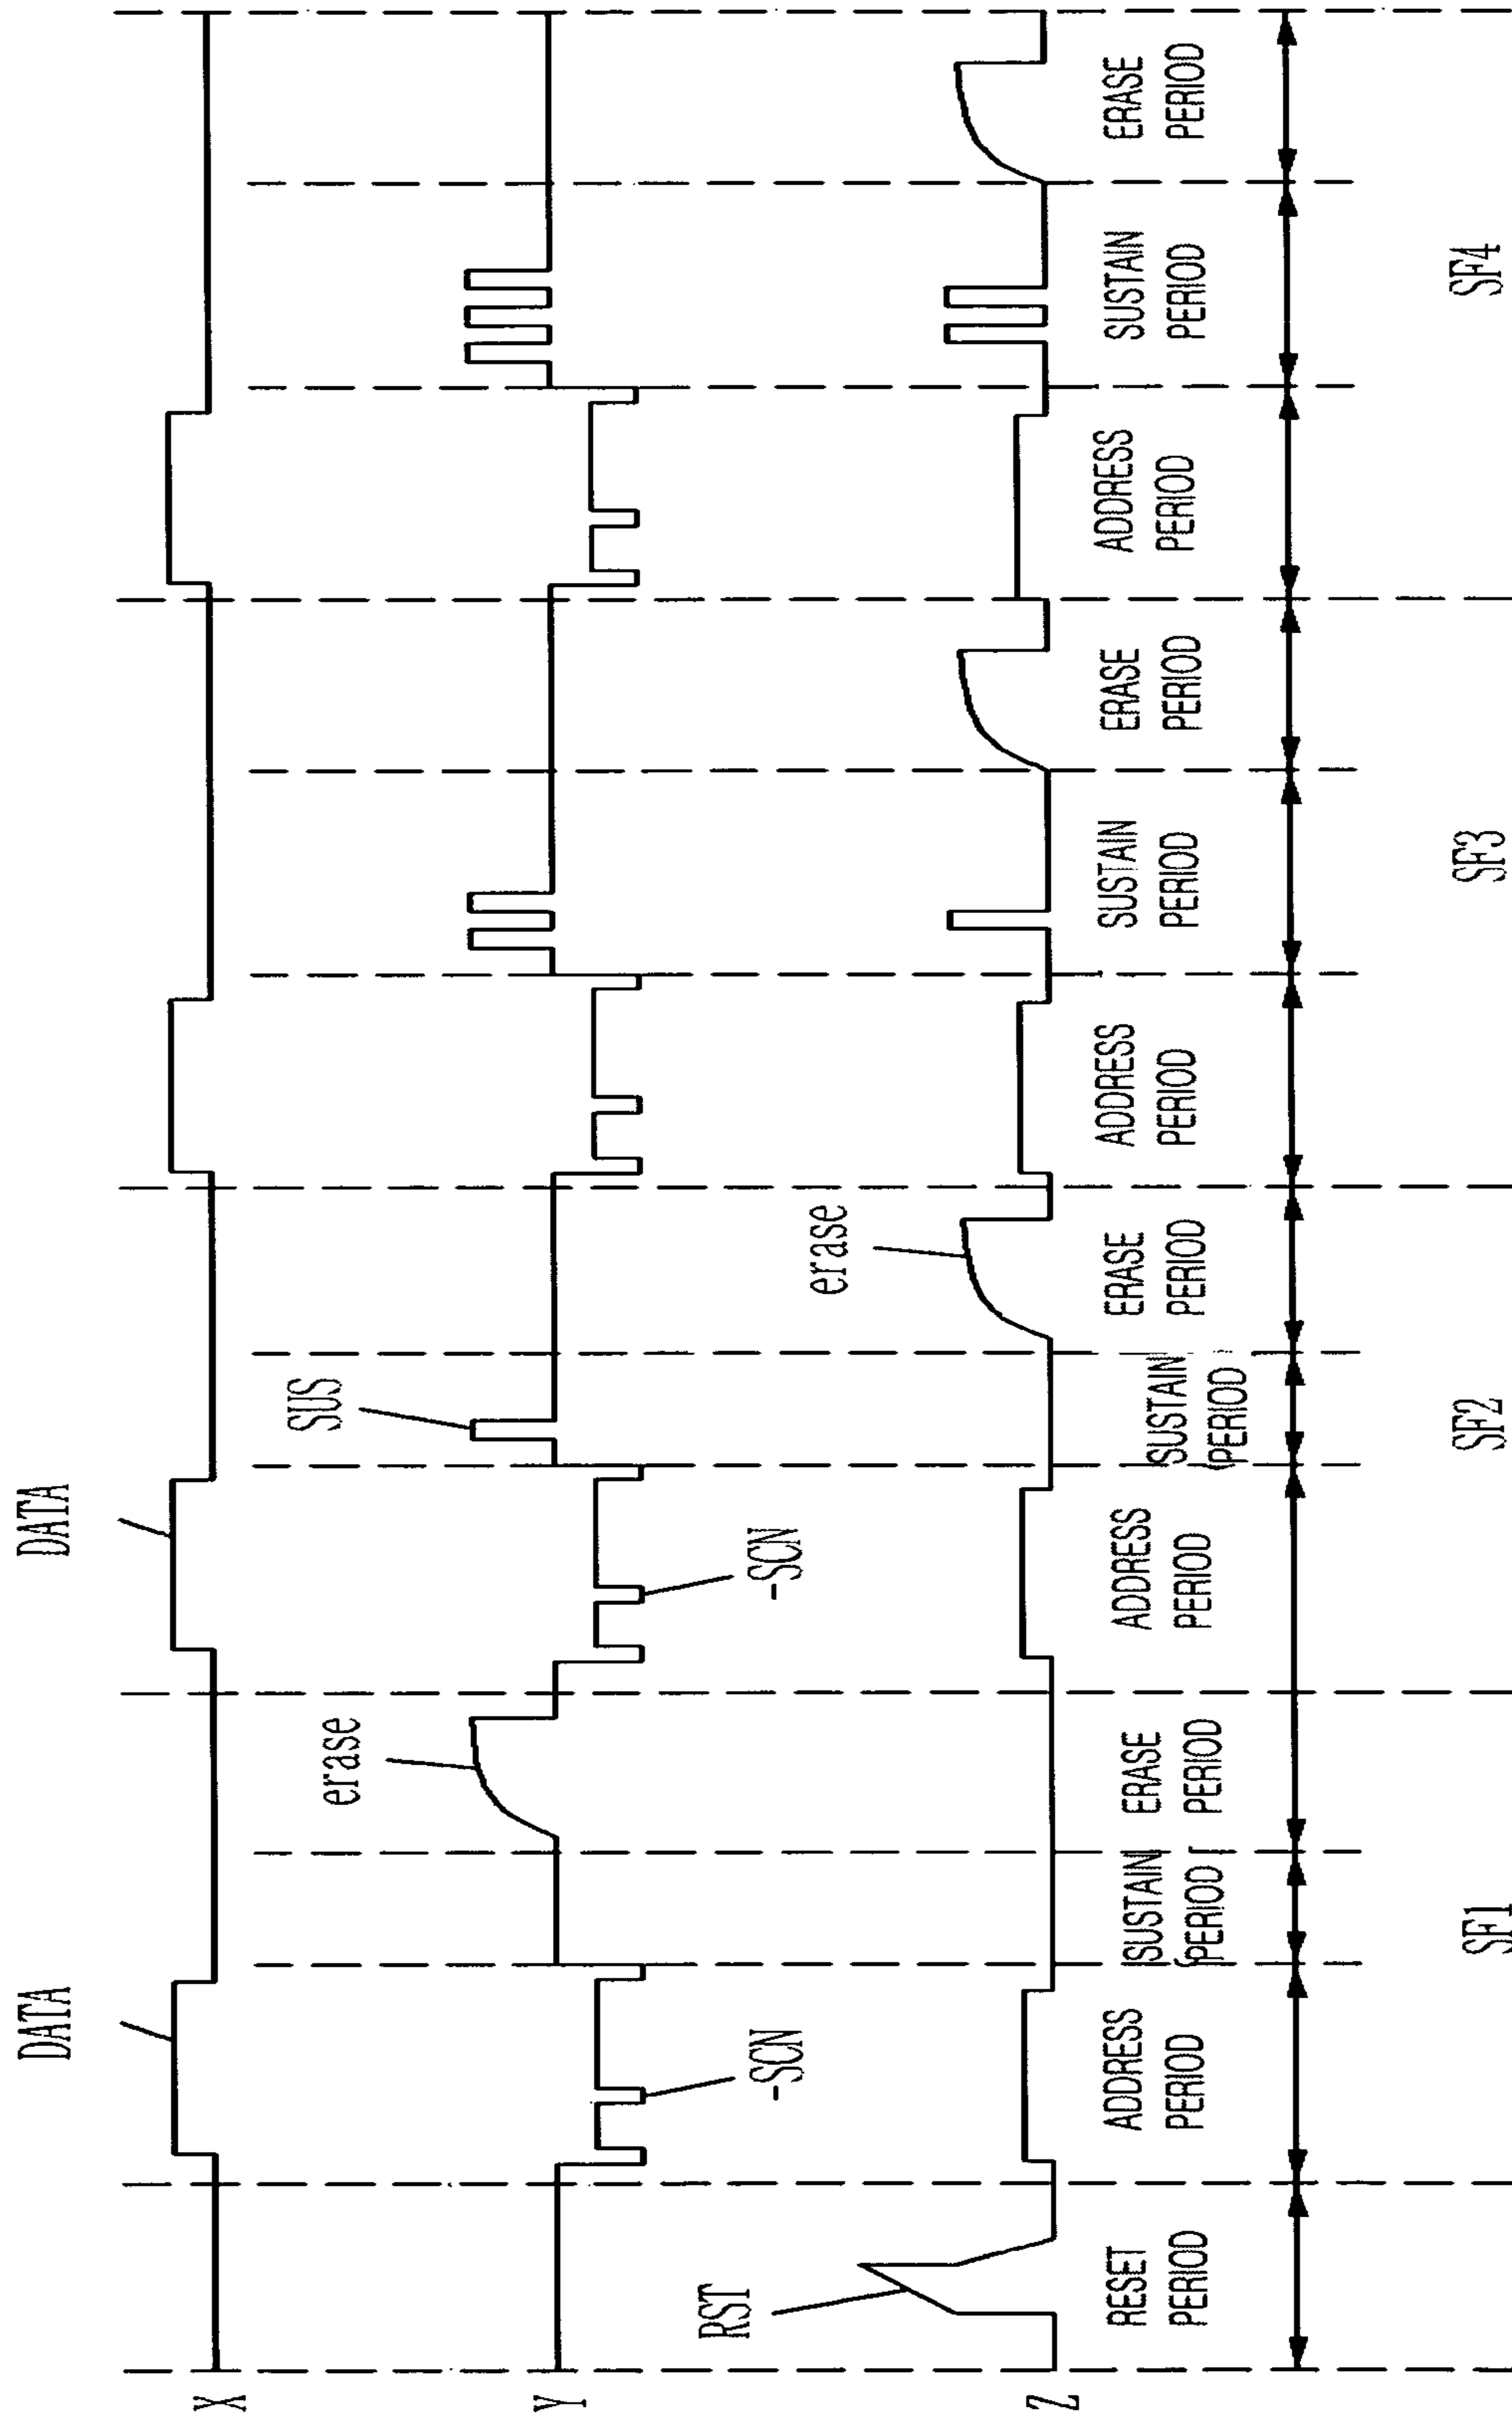 DATA
DATA
X
SUS
erase
Y
-SCN
-SCN
erase
RST
Z
RESET
PERIOD
ADDRESS
PERIOD
SUSTAIN
PERIOD
ERASE
PERIOD
ADDRESS
PERIOD
SUSTAIN
PERIOD
ERASE
PERIOD
ADDRESS
PERIOD
SUSTAIN
PERIOD
ERASE
PERIOD
ADDRESS
PERIOD
SUSTAIN
PERIOD
ERASE
PERIOD
SF1
SF2
SF3
SF4